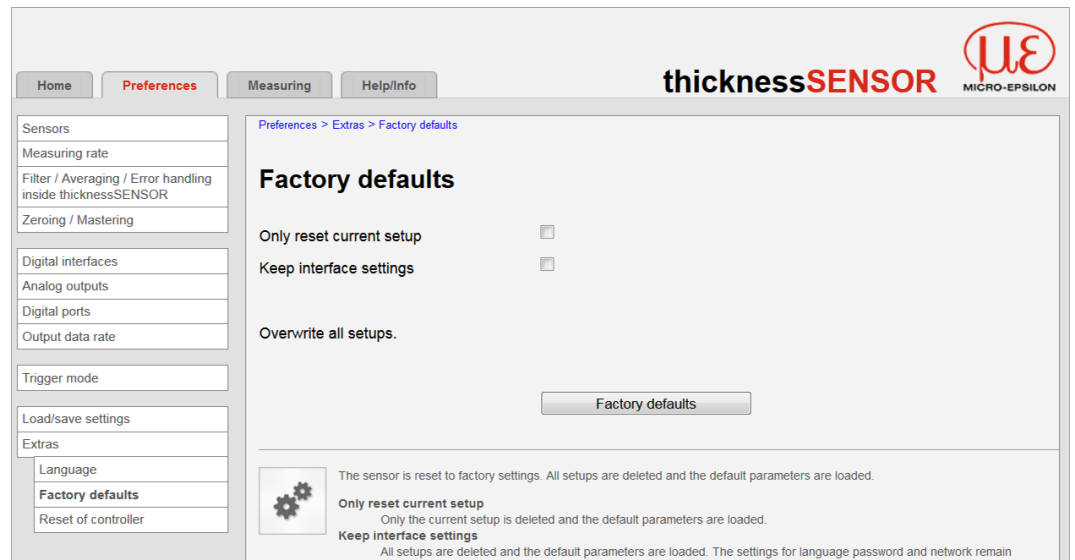 με
MICRO-EPSILON
thicknessSENSOR
Home
Preferences
Measuring
Help/Info
Sensors
Measuring rate
Filter / Averaging / Error handling
inside thicknessSENSOR
Zeroing / Mastering
Digital interfaces
Analog outputs
Digital ports
Output data rate
Trigger mode
Load/save settings
Extras
Language
Factory defaults
Reset of controller
Preferences > Extras > Factory defaults
Factory defaults
Only reset current setup
Keep interface settings
Overwrite all setups.
Factory defaults
The sensor is reset to factory settings. All setups are deleted and the default parameters are loaded.
Only reset current setup
Only the current setup is deleted and the default parameters are loaded.
Keep interface settings
All setups are deleted and the default parameters are loaded. The settings for language password and network remain